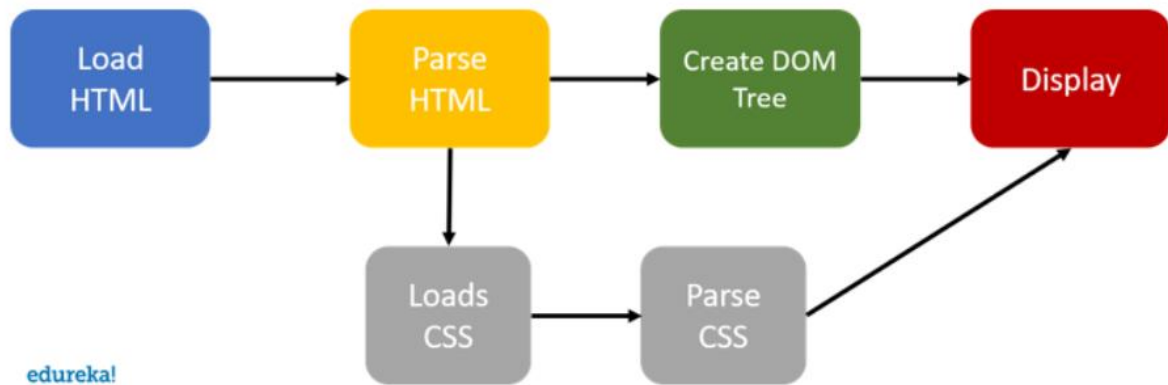 Load
HTML
Parse
HTML
Create DOM
Tree
Display
Loads
CSS
Parse
CSS
edureka!